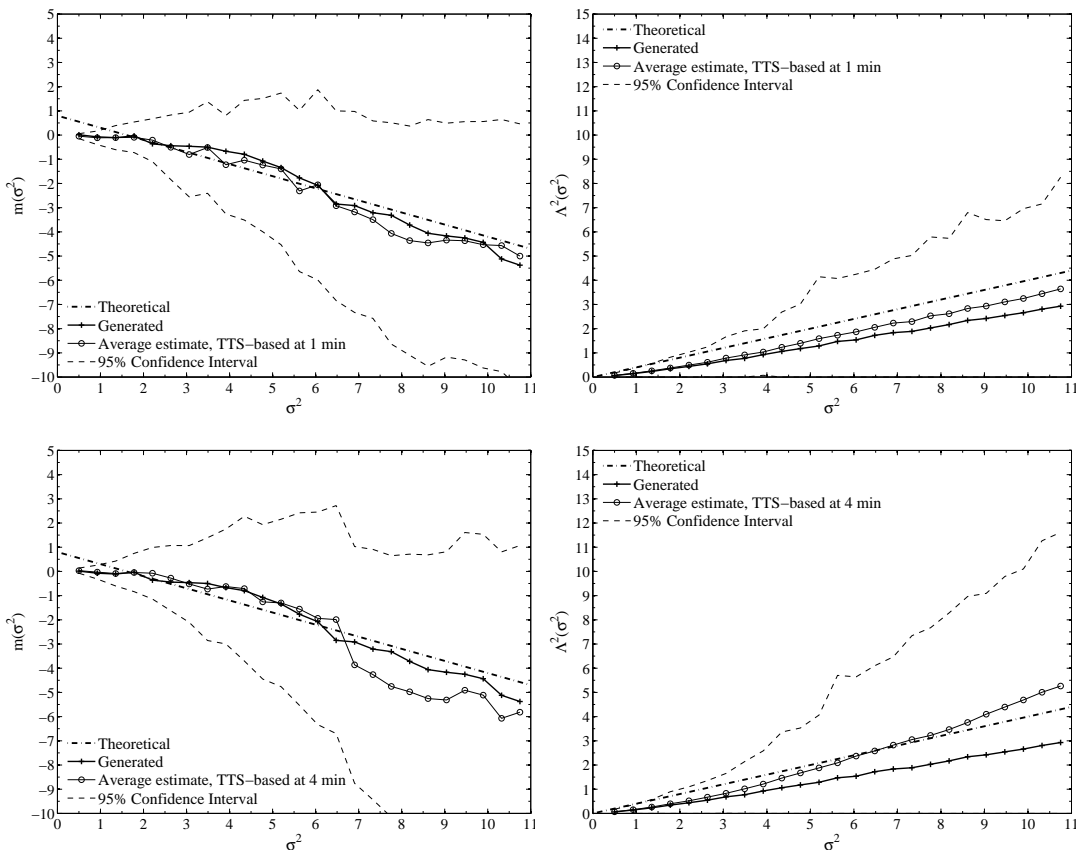 5
4
3
2
1
0
−1
−2
−3
−4
−5
−6
−7
−8
−9
−10
m(σ²)
Theoretical
Generated
Average estimate, TTS−based at 1 min
95% Confidence Interval
0 1 2 3 4 5 6 7 8 9 10 11
σ²
15
14
13
12
11
10
9
8
7
6
5
4
3
2
1
0
Λ²(σ²)
Theoretical
Generated
Average estimate, TTS−based at 1 min
95% Confidence Interval
0 1 2 3 4 5 6 7 8 9 10 11
σ²
5
4
3
2
1
0
−1
−2
−3
−4
−5
−6
−7
−8
−9
−10
m(σ²)
Theoretical
Generated
Average estimate, TTS−based at 4 min
95% Confidence Interval
0 1 2 3 4 5 6 7 8 9 10 11
σ²
15
14
13
12
11
10
9
8
7
6
5
4
3
2
1
0
Λ²(σ²)
Theoretical
Generated
Average estimate, TTS−based at 4 min
95% Confidence Interval
0 1 2 3 4 5 6 7 8 9 10 11
σ²